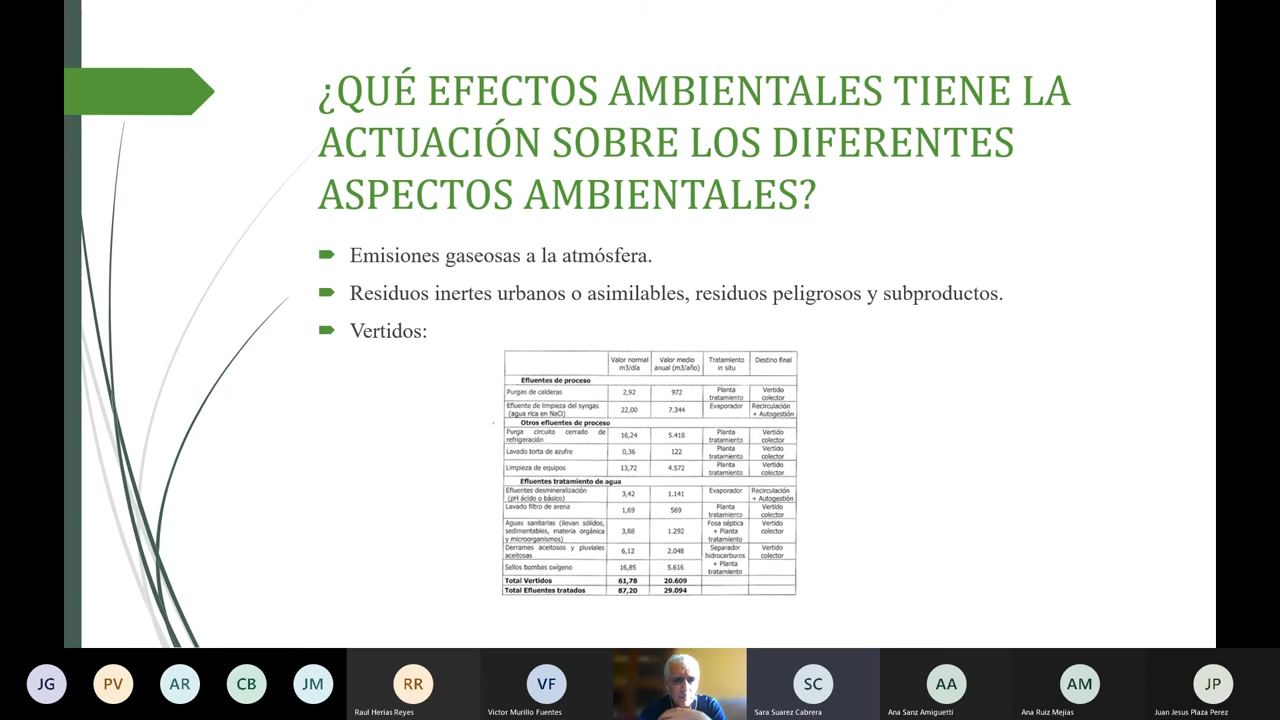 ¿QUÉ EFECTOS AMBIENTALES TIENE LA
ACTUACIÓN SOBRE LOS DIFERENTES
ASPECTOS AMBIENTALES?
Emisiones gaseosas a la atmósfera.
Residuos inertes urbanos o asimilables, residuos peligrosos y subproductos.
Vertidos:
Valor normal m3/día Valor medio anual (m3/año) Tratamiento in situ Destino final
Efluentes de proceso
Purgas de calderas 2,92 972 Planta tratamiento Vertido colector
Efluente de limpieza del syngas (agua rica en NaCl) 22,00 7.344 Evaporador Recirculación + Autogestión
Otros efluentes de proceso
Purga circuito cerrado de refrigeración 16,24 5.418 Planta tratamiento Vertido colector
Lavado torta de azufre 0,36 122 Planta tratamiento Vertido colector
Limpieza de equipos 13,72 4.572 Planta tratamiento Vertido colector
Efluentes tratamiento de agua
Efluentes desmineralización (pH ácido o básico) 3,42 1.141 Evaporador Recirculación + Autogestión
Lavado filtro de arena 1,69 569 Planta tratamiento Vertido colector
Aguas sanitarias (llevan sólidos, sedimentables, materia orgánica y microorganismos) 3,88 1.292 Fosa séptica + Planta tratamiento Vertido colector
Derrames aceitosos y pluviales aceitosas 6,12 2.048 Separador hidrocarburos + Planta tratamiento Vertido colector
Sellos bombas oxígeno 16,85 5.616
Total Vertidos 61,78 20.609
Total Efluentes tratados 87,20 29.094
JG PV AR CB JM RR VF SC AA AM JP
Raul Herias Reyes Victor Murillo Fuentes Sara Suarez Cabrera Ana Sanz Amiguetti Ana Ruiz Mejias Juan Jesus Plaza Perez